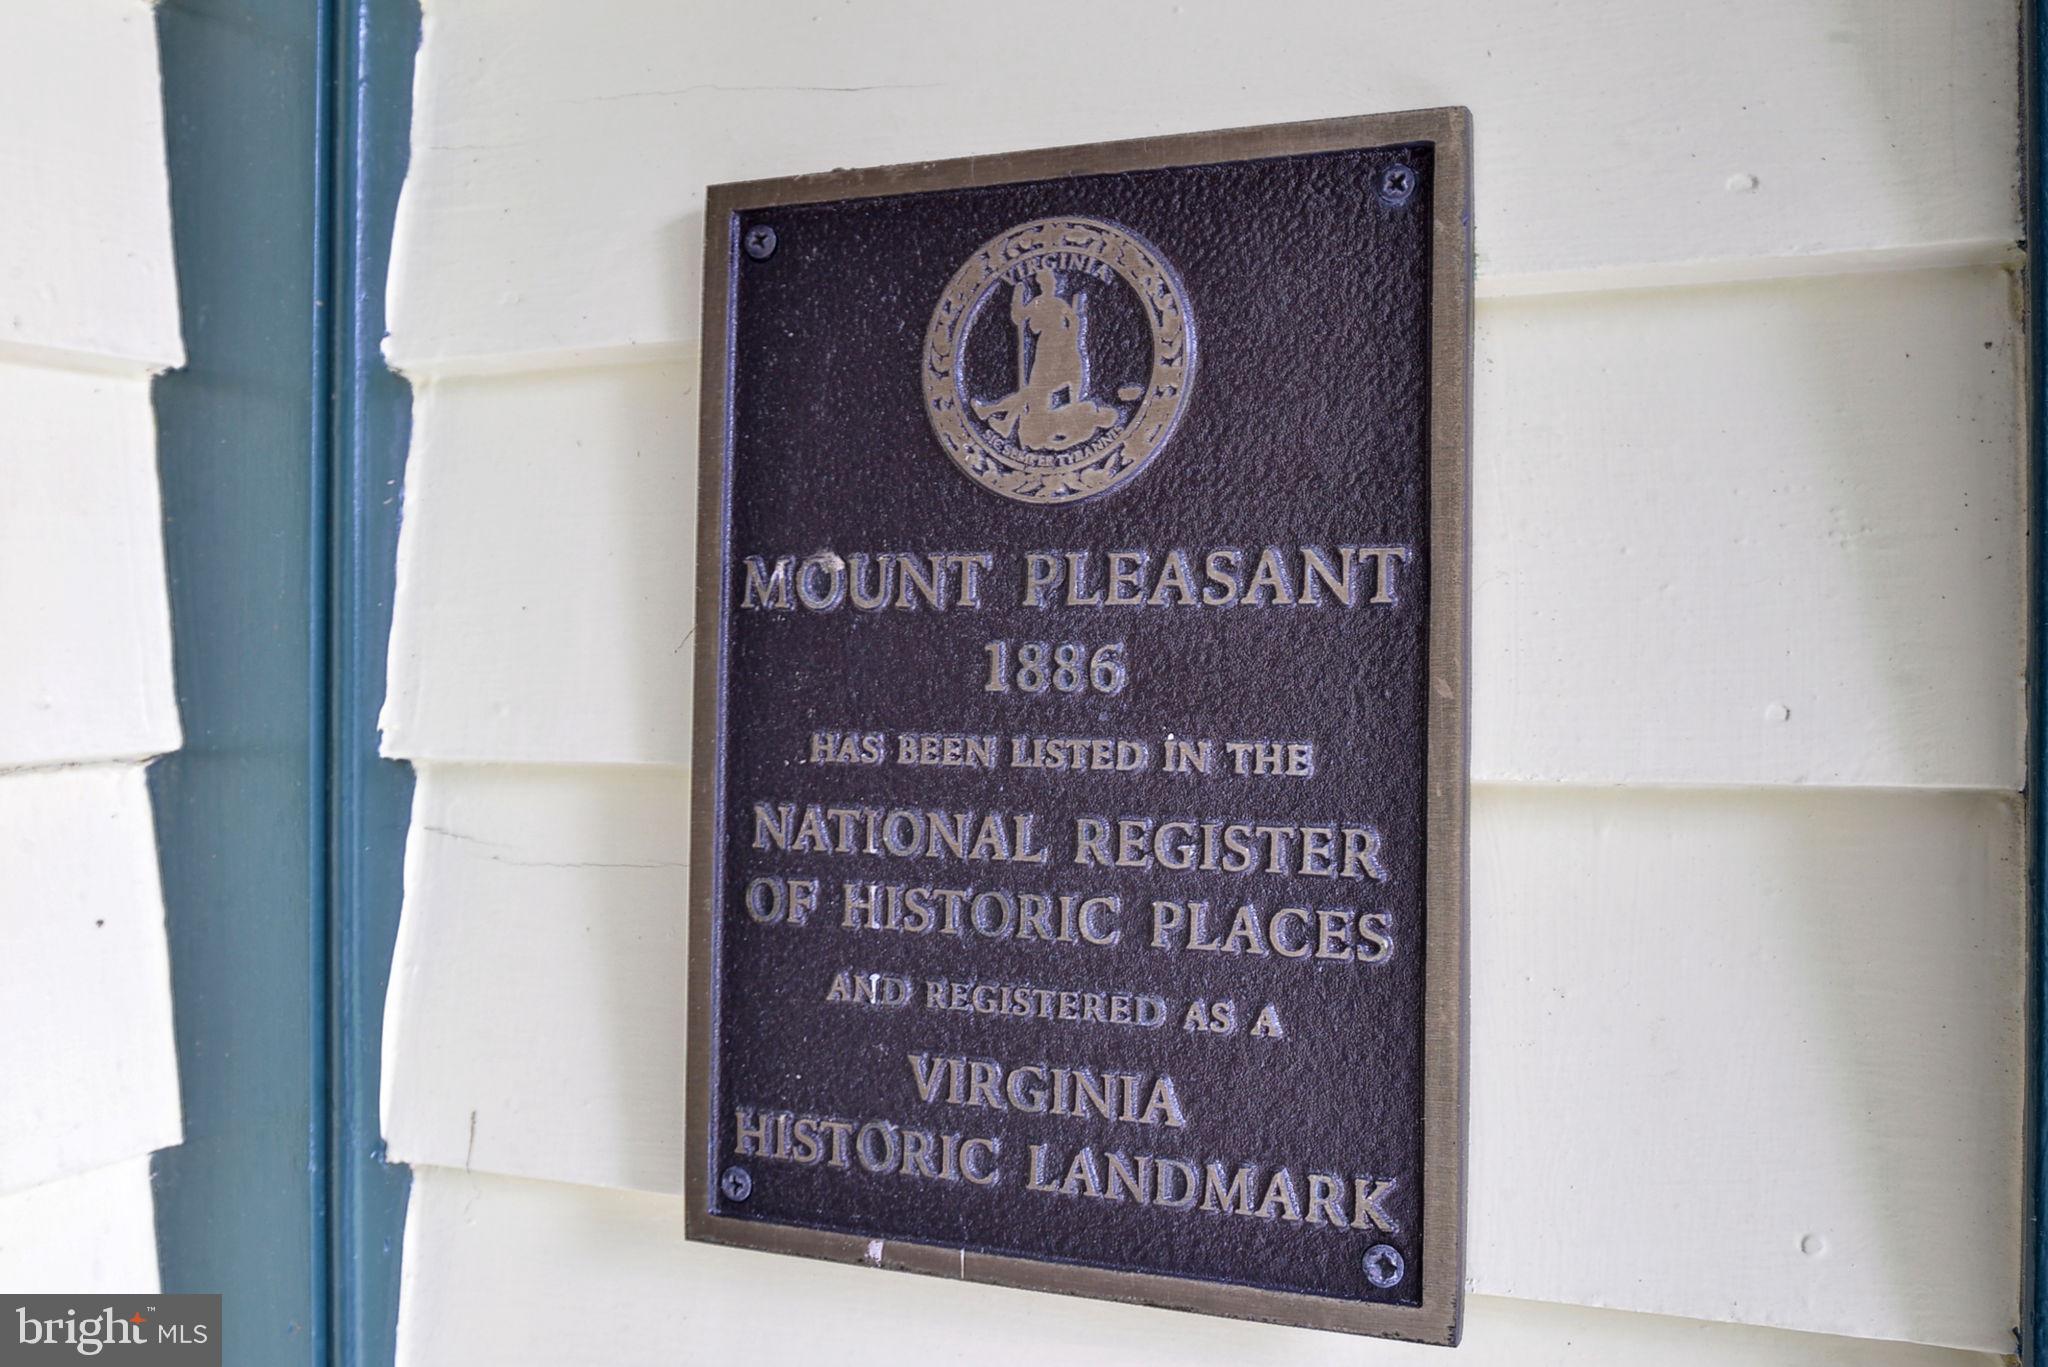 VIRGINIA
SIC SEMPER TYRANNIS
MOUNT PLEASANT
1886
HAS BEEN LISTED IN THE
NATIONAL REGISTER
OF HISTORIC PLACES
AND REGISTERED AS A
VIRGINIA
HISTORIC LANDMARK
bright™ MLS